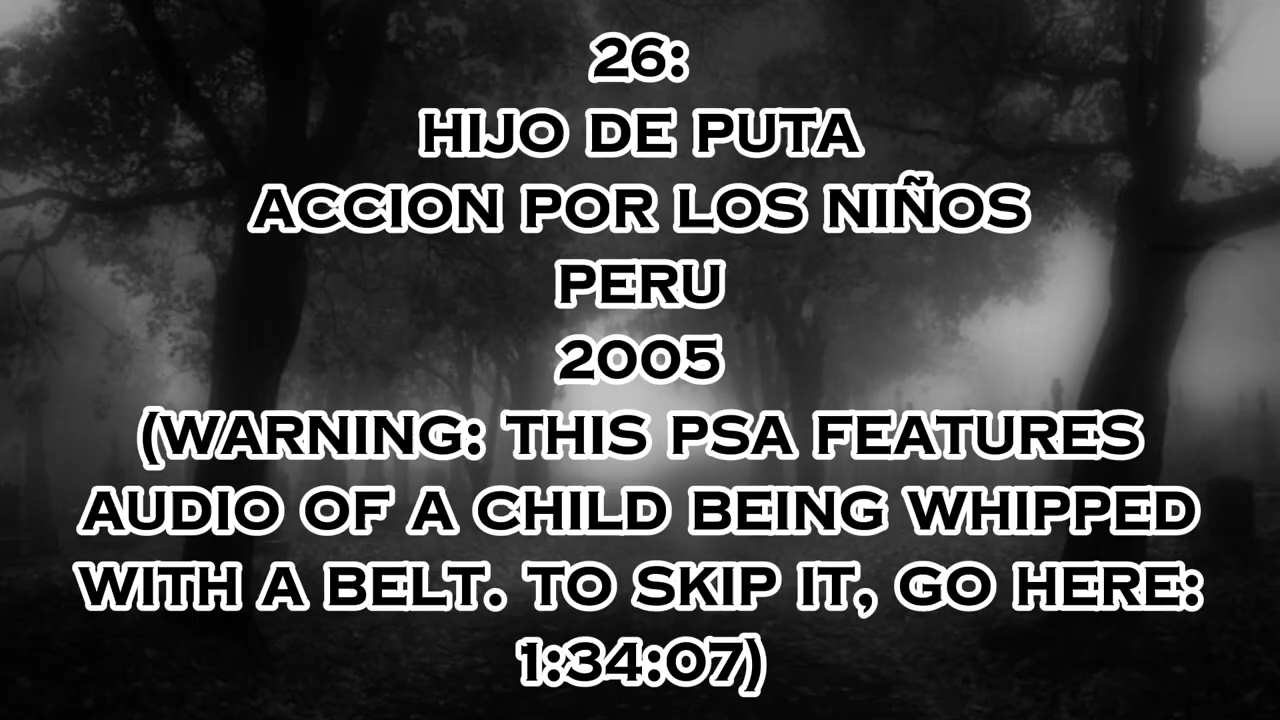 26:
HIJO DE PUTA
ACCION POR LOS NIÑOS
PERU
2005
(WARNING: THIS PSA FEATURES
AUDIO OF A CHILD BEING WHIPPED
WITH A BELT. TO SKIP IT, GO HERE:
1:34:07)